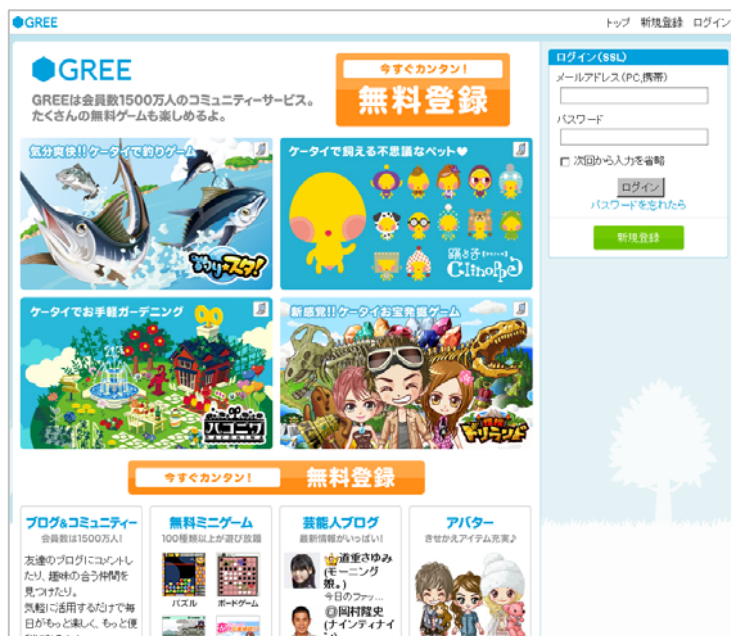 GREE
トップ 新規登録 ログイン
GREE
GREEは会員数1500万人のコミュニティーサービス。
たくさんの無料ゲームも楽しめるよ。
今すぐカンタン!
無料登録
気分爽快!!ケータイで釣りゲーム
釣り★スタ!
ケータイで飼える不思議なペット♥
踊り子
Clinoppe
ケータイでお手軽ガーデニング
ハコニワ
新感覚!!ケータイお宝発掘ゲーム
探検
ドリランド
今すぐカンタン!
無料登録
ブログ&コミュニティー
会員数は1500万人!
友達のブログにコメントし
たり、趣味の合う仲間を
見つけたり。
気軽に活用するだけで毎
日がもっと楽しく、もっと便
無料ミニゲーム
100種類以上が遊び放題
パズル
ボードゲーム
芸能人ブログ
最新情報がいっぱい!
道重さゆみ
(モーニング
娘。)
今日のファッ...
@岡村隆史
(ナインティナイ
アバター
きせかえアイテム充実♪
ログイン(SSL)
メールアドレス(PC,携帯)
パスワード
次回から入力を省略
ログイン
パスワードを忘れたら
新規登録